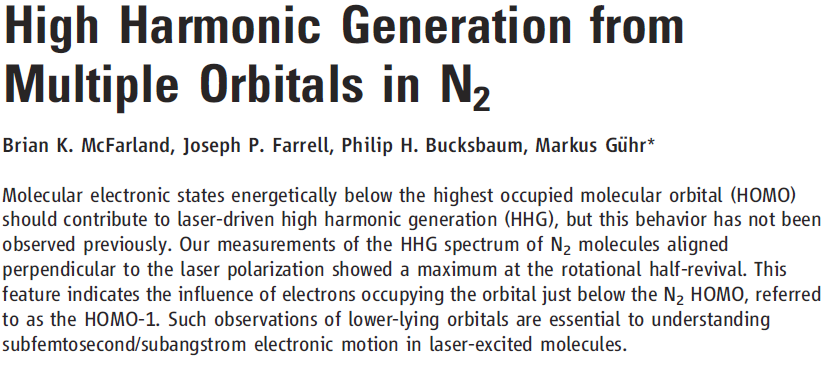 High Harmonic Generation from
Multiple Orbitals in N₂
Brian K. McFarland, Joseph P. Farrell, Philip H. Bucksbaum, Markus Gühr*
Molecular electronic states energetically below the highest occupied molecular orbital (HOMO)
should contribute to laser-driven high harmonic generation (HHG), but this behavior has not been
observed previously. Our measurements of the HHG spectrum of N₂ molecules aligned
perpendicular to the laser polarization showed a maximum at the rotational half-revival. This
feature indicates the influence of electrons occupying the orbital just below the N₂ HOMO, referred
to as the HOMO-1. Such observations of lower-lying orbitals are essential to understanding
subfemtosecond/subangstrom electronic motion in laser-excited molecules.